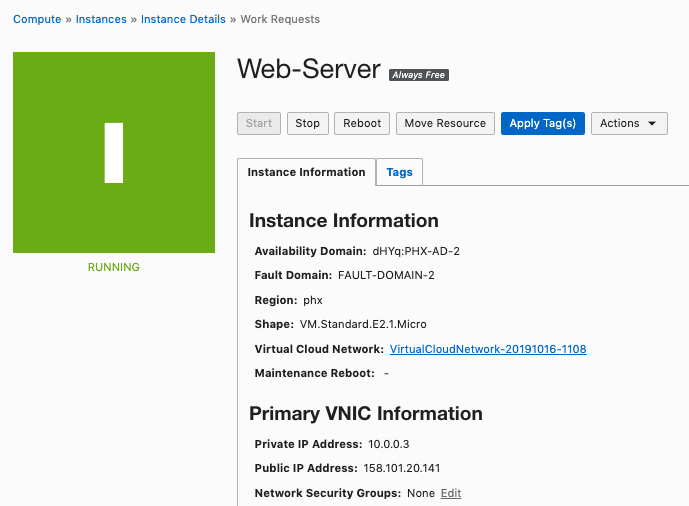 Compute » Instances » Instance Details » Work Requests
I
RUNNING
Web-Server Always Free
Start Stop Reboot Move Resource Apply Tag(s) Actions
Instance Information Tags
Instance Information
Availability Domain: dHYq:PHX-AD-2
Fault Domain: FAULT-DOMAIN-2
Region: phx
Shape: VM.Standard.E2.1.Micro
Virtual Cloud Network: VirtualCloudNetwork-20191016-1108
Maintenance Reboot: -
Primary VNIC Information
Private IP Address: 10.0.0.3
Public IP Address: 158.101.20.141
Network Security Groups: None Edit